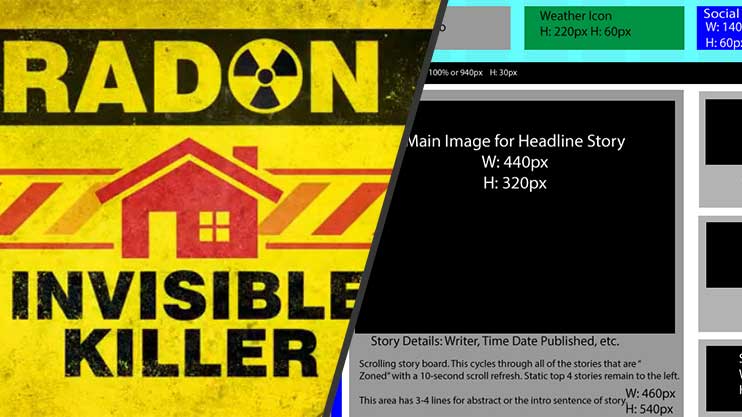 RADON
INVISIBLE
KILLER
Weather Icon
H: 220px H: 60px
Social
W: 140
H: 60px
100% or 940px H: 30px
Main Image for Headline Story
W: 440px
H: 320px
Story Details: Writer, Time Date Published, etc.
Scrolling story board. This cycles through all of the stories that are “
Zoned” with a 10-second scroll refresh. Static top 4 stories remain to the left.
This area has 3-4 lines for abstract or the intro sentence of story
W: 460px
H: 540px